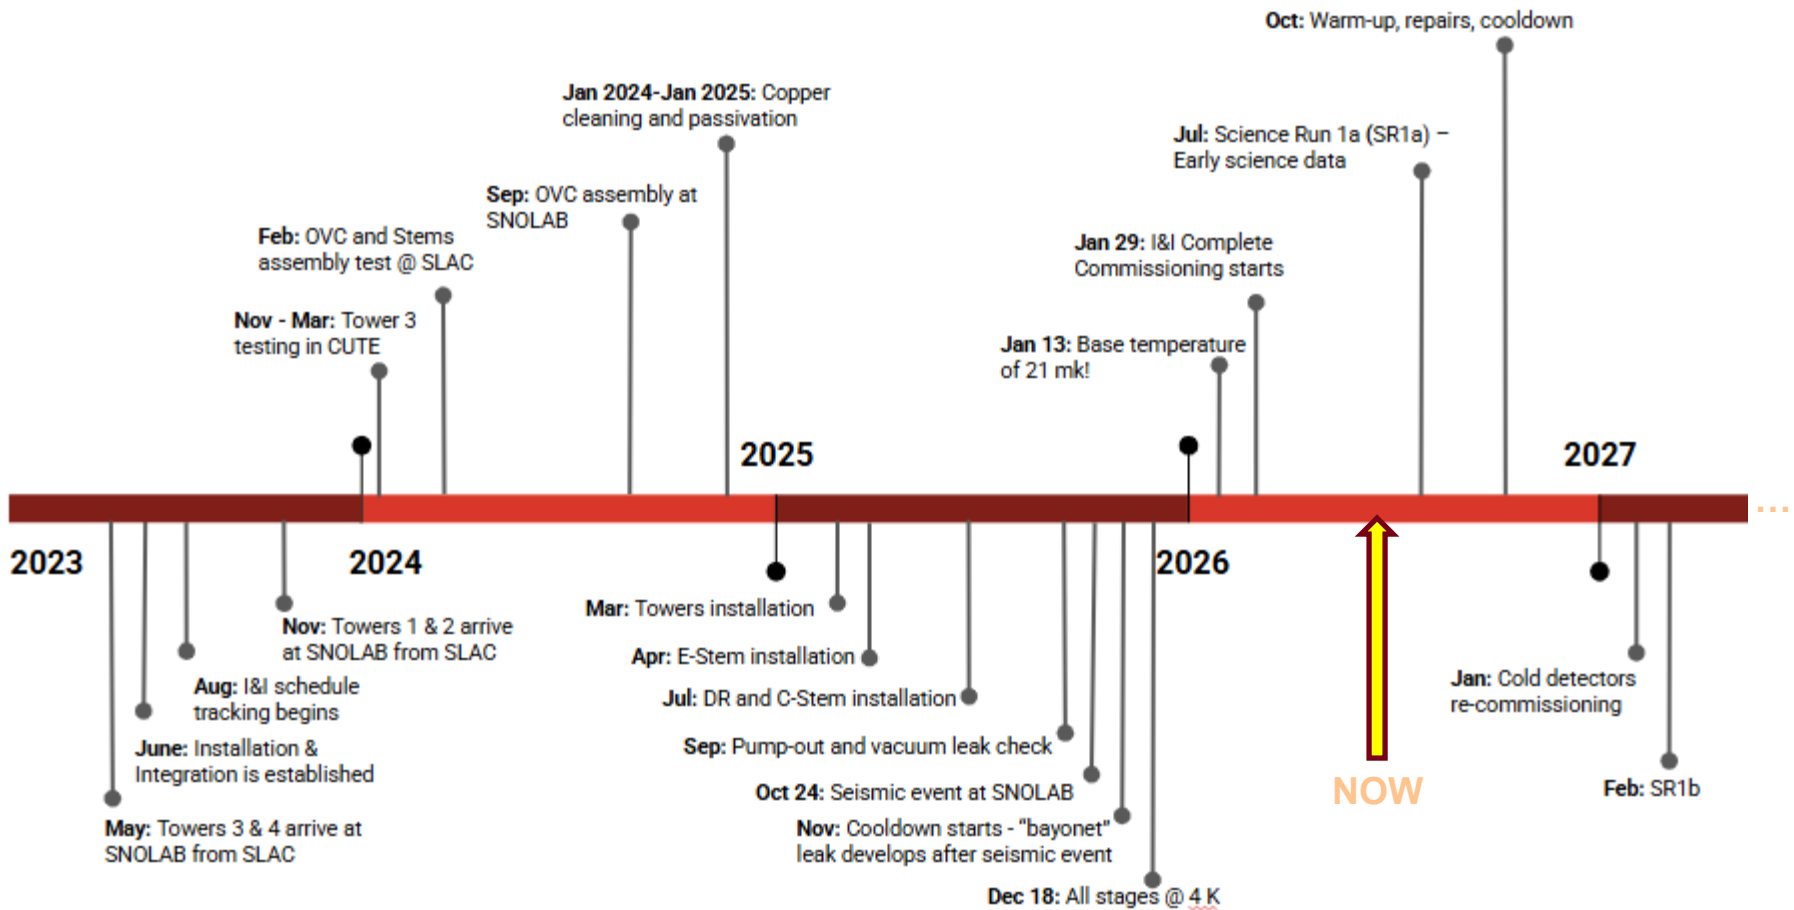 Oct: Warm-up, repairs, cooldown
Jan 2024-Jan 2025: Copper
cleaning and passivation
Jul: Science Run 1a (SR1a) –
Early science data
Sep: OVC assembly at
SNOLAB
Feb: OVC and Stems
assembly test @ SLAC
Jan 29: I&I Complete
Commissioning starts
Nov - Mar: Tower 3
testing in CUTE
Jan 13: Base temperature
of 21 mk!
2025
2027
...
2023
2024
2026
Mar: Towers installation
Nov: Towers 1 & 2 arrive
at SNOLAB from SLAC
Apr: E-Stem installation
Aug: I&I schedule
tracking begins
Jul: DR and C-Stem installation
Jan: Cold detectors
re-commissioning
June: Installation &
Integration is established
Sep: Pump-out and vacuum leak check
Oct 24: Seismic event at SNOLAB
NOW
Feb: SR1b
May: Towers 3 & 4 arrive at
SNOLAB from SLAC
Nov: Cooldown starts - “bayonet”
leak develops after seismic event
Dec 18: All stages @ 4 K